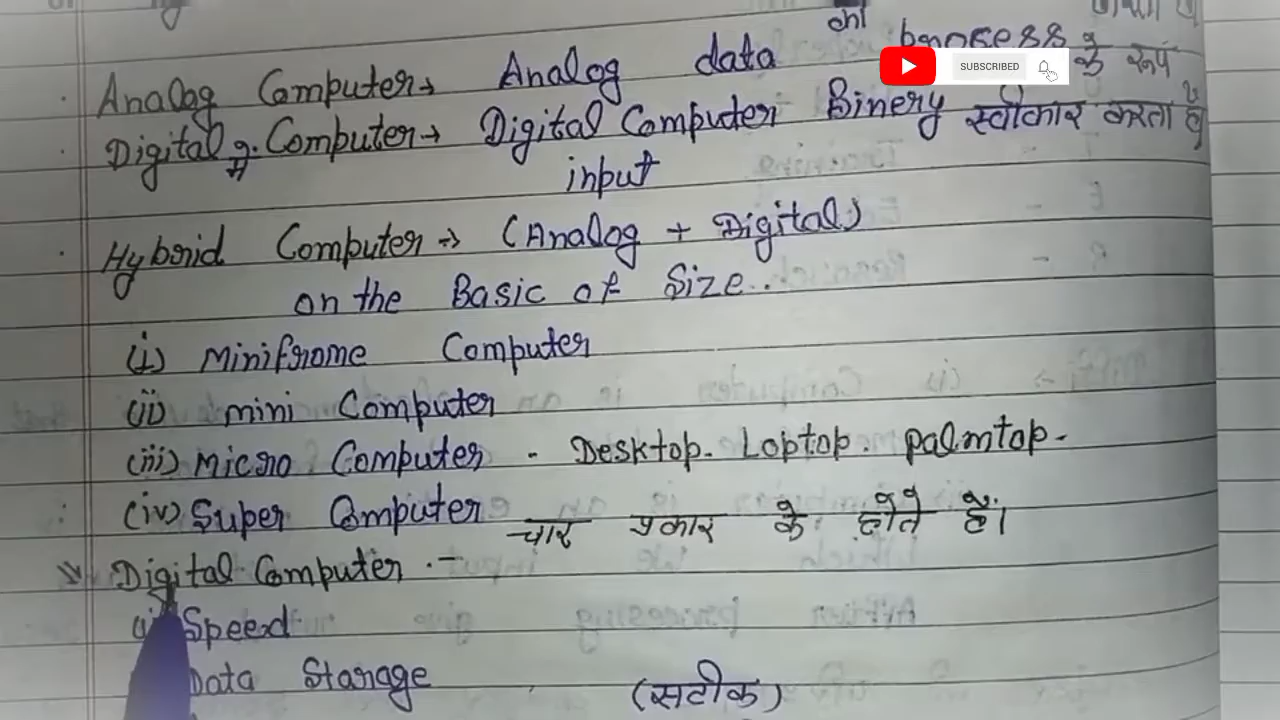 Analog Computer→ Analog data को process
Digital Computer→ Digital Computer Binery के रूप
में input स्वीकार करता है
SUBSCRIBED
Hybrid Computer→ (Analog + Digital)
on the Basic of Size.
(i) Miniframe Computer
(ii) mini Computer
(iii) Micro Computer - Desktop. Loptop. palmtop.
(iv) Super Computer चार प्रकार के होते हैं।
Digital Computer -
(i) Speed
Data Storage (सटीक)